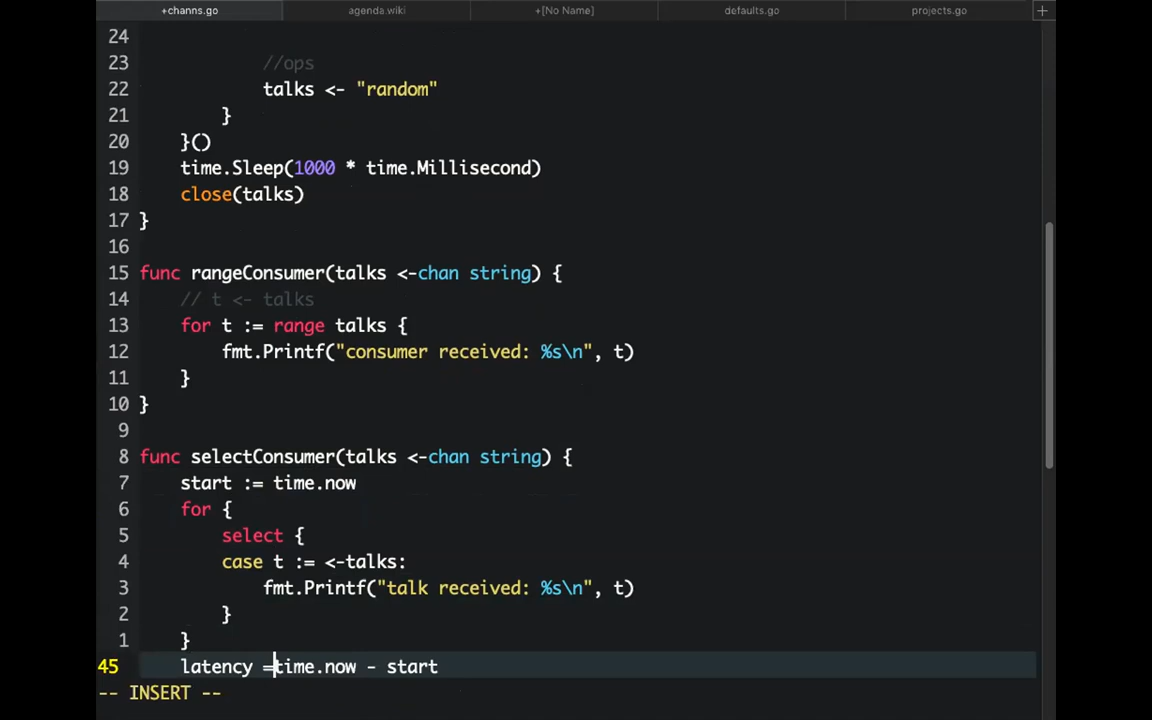 +channs.go agenda.wiki +[No Name] defaults.go projects.go +
24
23 //ops
22 talks <- "random"
21 }
20 }()
19 time.Sleep(1000 * time.Millisecond)
18 close(talks)
17 }
16
15 func rangeConsumer(talks <-chan string) {
14 // t <- talks
13 for t := range talks {
12 fmt.Printf("consumer received: %s\n", t)
11 }
10 }
9
8 func selectConsumer(talks <-chan string) {
7 start := time.now
6 for {
5 select {
4 case t := <-talks:
3 fmt.Printf("talk received: %s\n", t)
2 }
1 }
45 latency =time.now - start
-- INSERT --